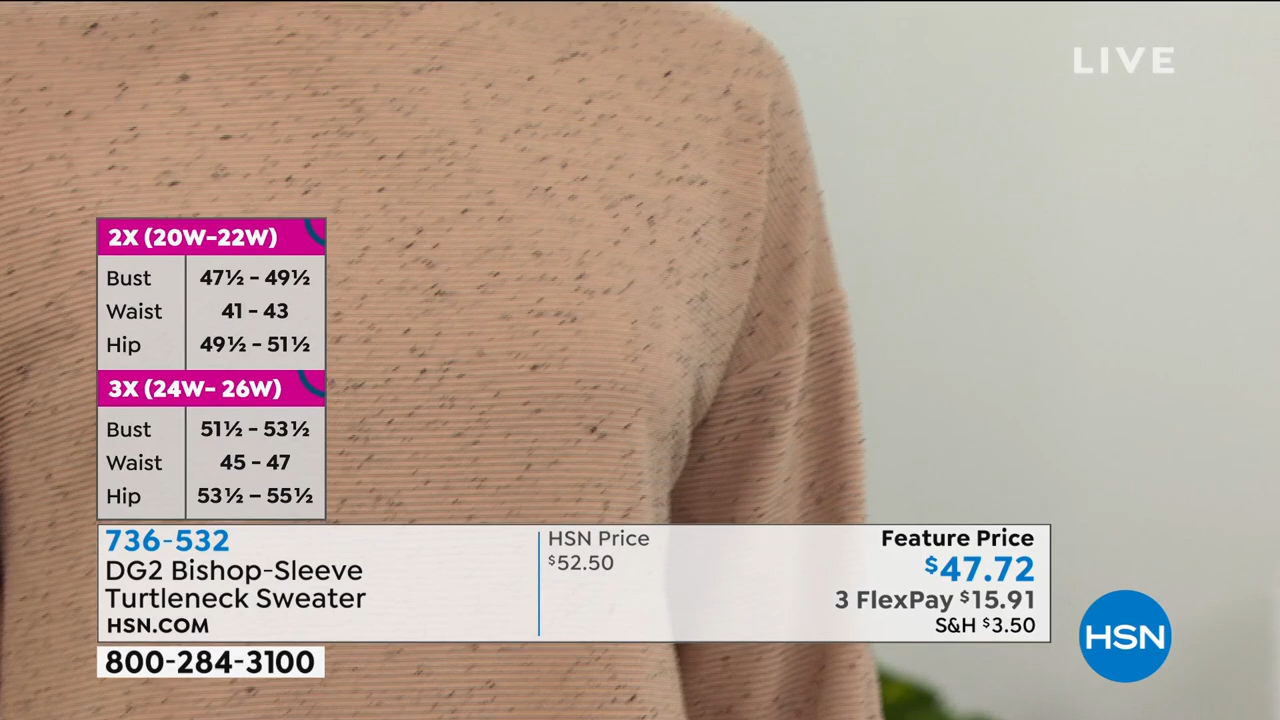 LIVE
2X (20W-22W)
Bust 47½ - 49½
Waist 41 - 43
Hip 49½ - 51½
3X (24W- 26W)
Bust 51½ - 53½
Waist 45 - 47
Hip 53½ - 55½
736-532
DG2 Bishop-Sleeve
Turtleneck Sweater
HSN.COM
HSN Price
$52.50
Feature Price
$47.72
3 FlexPay $15.91
S&H $3.50
800-284-3100
HSN